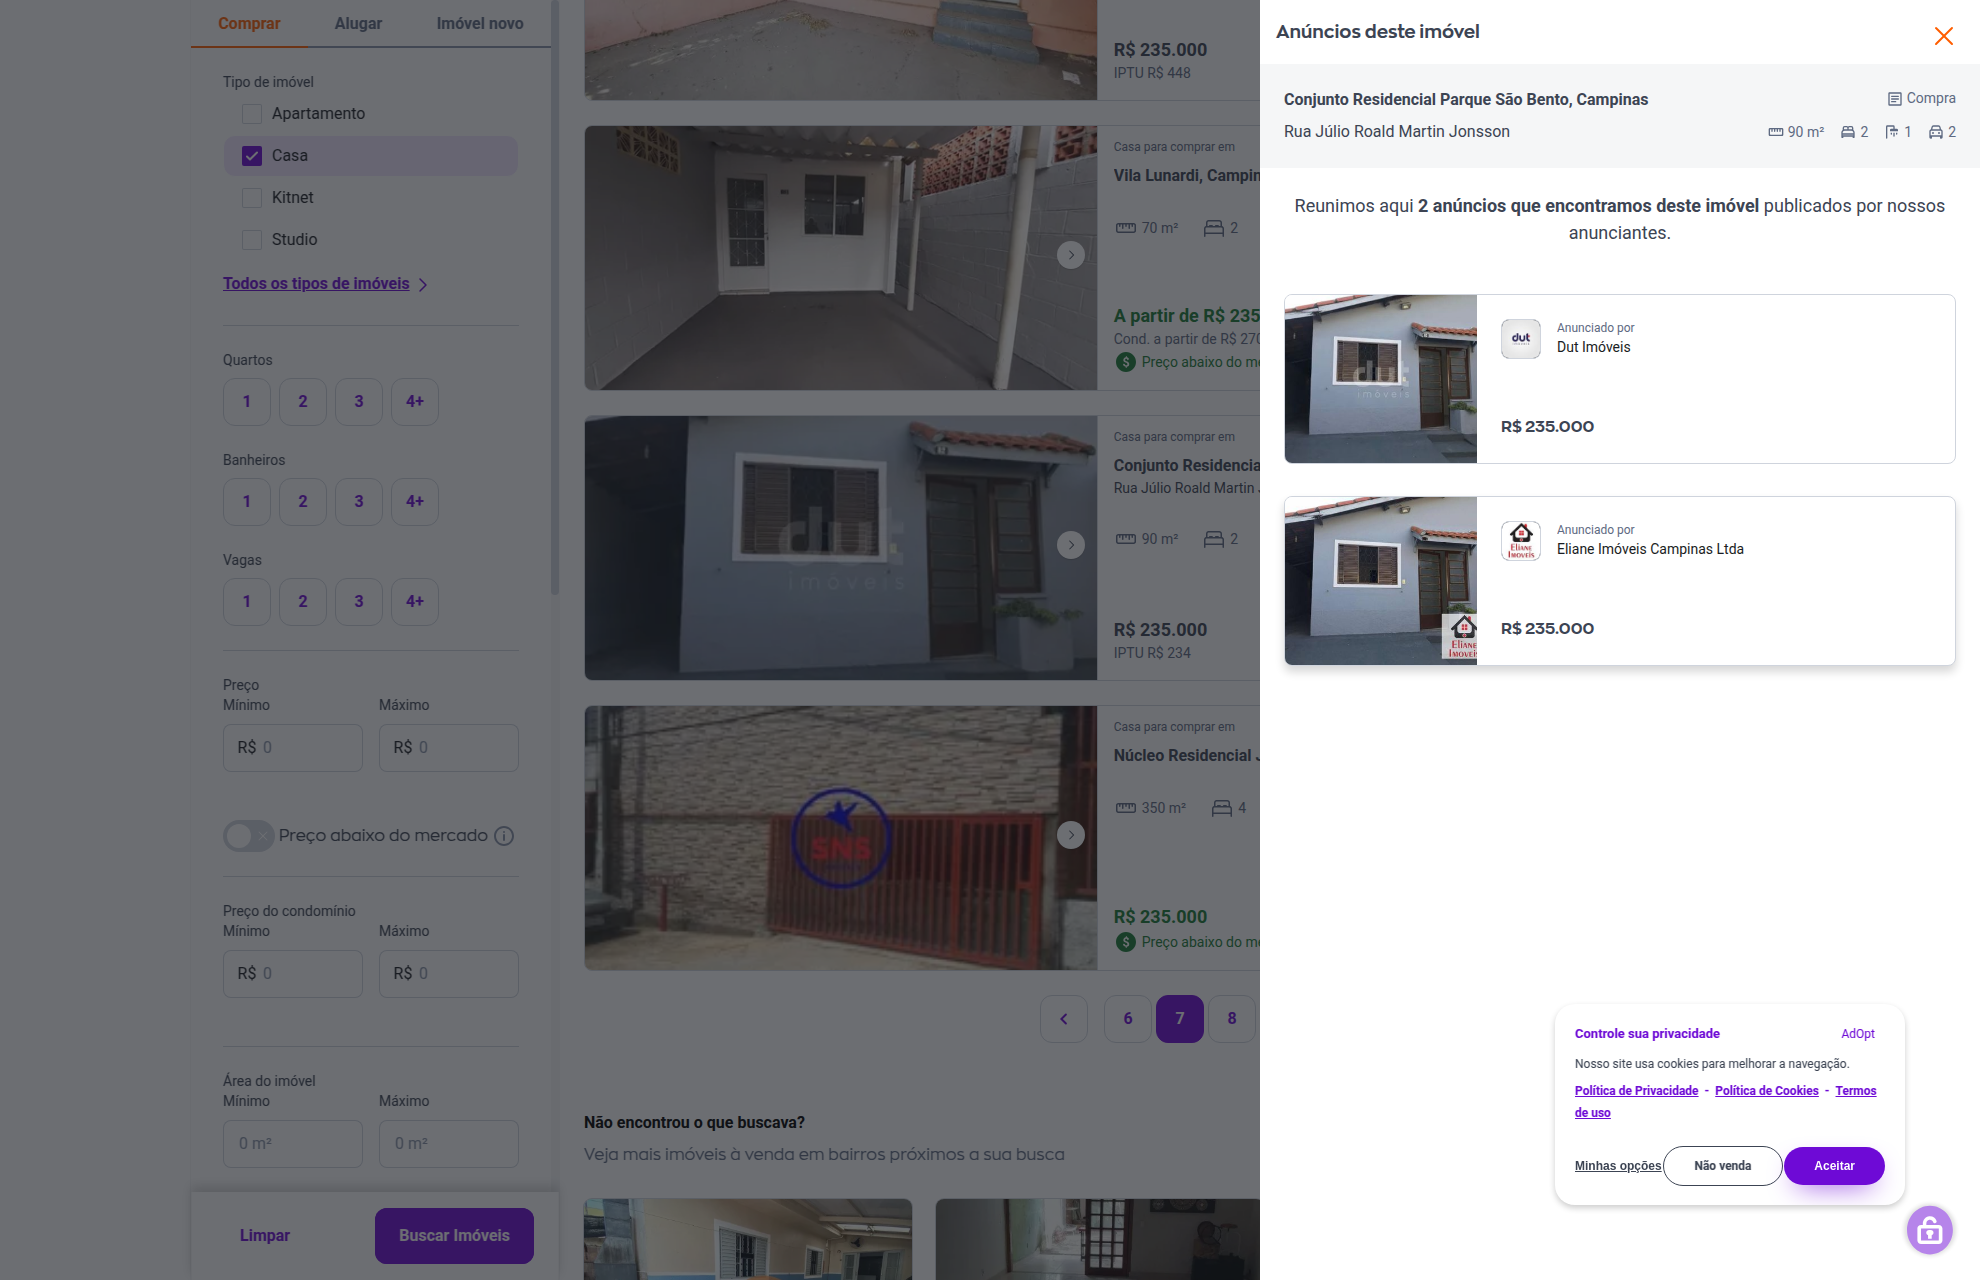 Comprar
Alugar
Imóvel novo
Tipo de imóvel
Apartamento
Casa
Kitnet
Studio
Todos os tipos de imóveis
Quartos
1 2 3 4+
Banheiros
1 2 3 4+
Vagas
1 2 3 4+
Preço
Mínimo Máximo
R$ 0 R$ 0
Preço abaixo do mercado
Preço do condomínio
Mínimo Máximo
R$ 0 R$ 0
Área do imóvel
Mínimo Máximo
0 m² 0 m²
Limpar
Buscar Imóveis
R$ 235.000
IPTU R$ 448
Casa para comprar em
Vila Lunardi, Campin
70 m² 2
A partir de R$ 235
Cond. a partir de R$ 270
Preço abaixo do me
dut
imóveis
Casa para comprar em
Conjunto Residencia
Rua Júlio Roald Martin
90 m² 2
R$ 235.000
IPTU R$ 234
SNS
Casa para comprar em
Núcleo Residencial
350 m² 4
R$ 235.000
Preço abaixo do me
6 7 8
Não encontrou o que buscava?
Veja mais imóveis à venda em bairros próximos a sua busca
Anúncios deste imóvel
Conjunto Residencial Parque São Bento, Campinas
Compra
Rua Júlio Roald Martin Jonsson
90 m² 2 1 2
Reunimos aqui 2 anúncios que encontramos deste imóvel publicados por nossos
anunciantes.
dut
imóveis
dut
Anunciado por
Dut Imóveis
R$ 235.000
Eliane
Imoveis
Eliane
Imoveis
Anunciado por
Eliane Imóveis Campinas Ltda
R$ 235.000
Controle sua privacidade
AdOpt
Nosso site usa cookies para melhorar a navegação.
Política de Privacidade - Política de Cookies - Termos
de uso
Minhas opções
Não venda
Aceitar